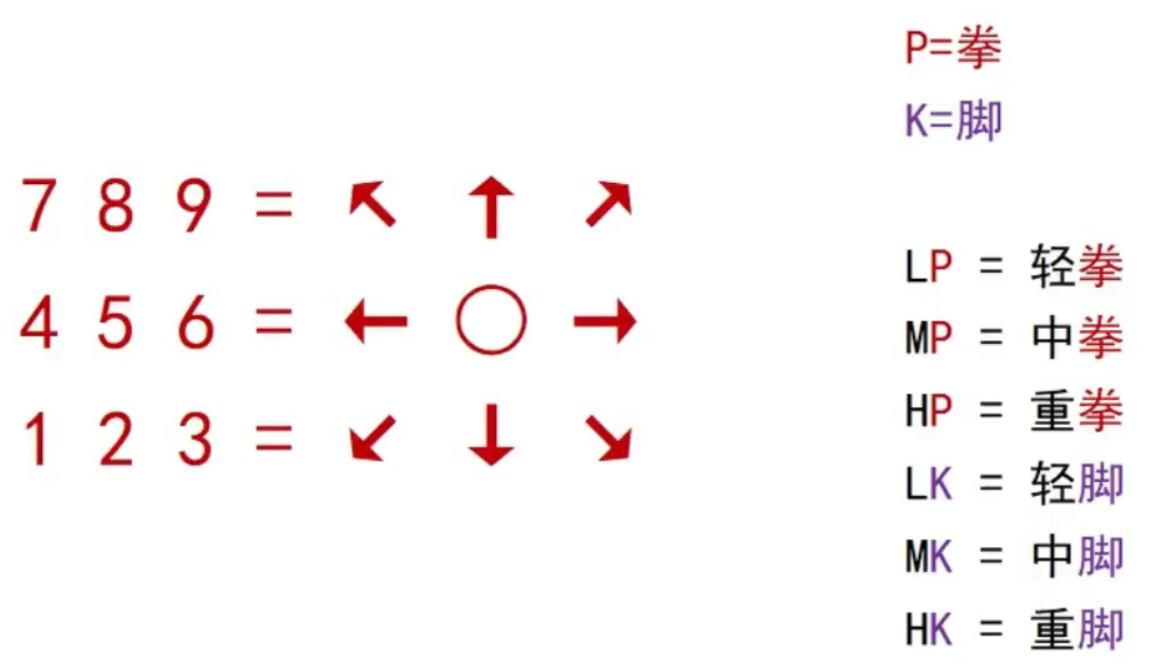 7 8 9 = ↖ ↑ ↗
4 5 6 = ← ○ →
1 2 3 = ↙ ↓ ↘
P=拳
K=脚
LP = 轻拳
MP = 中拳
HP = 重拳
LK = 轻脚
MK = 中脚
HK = 重脚